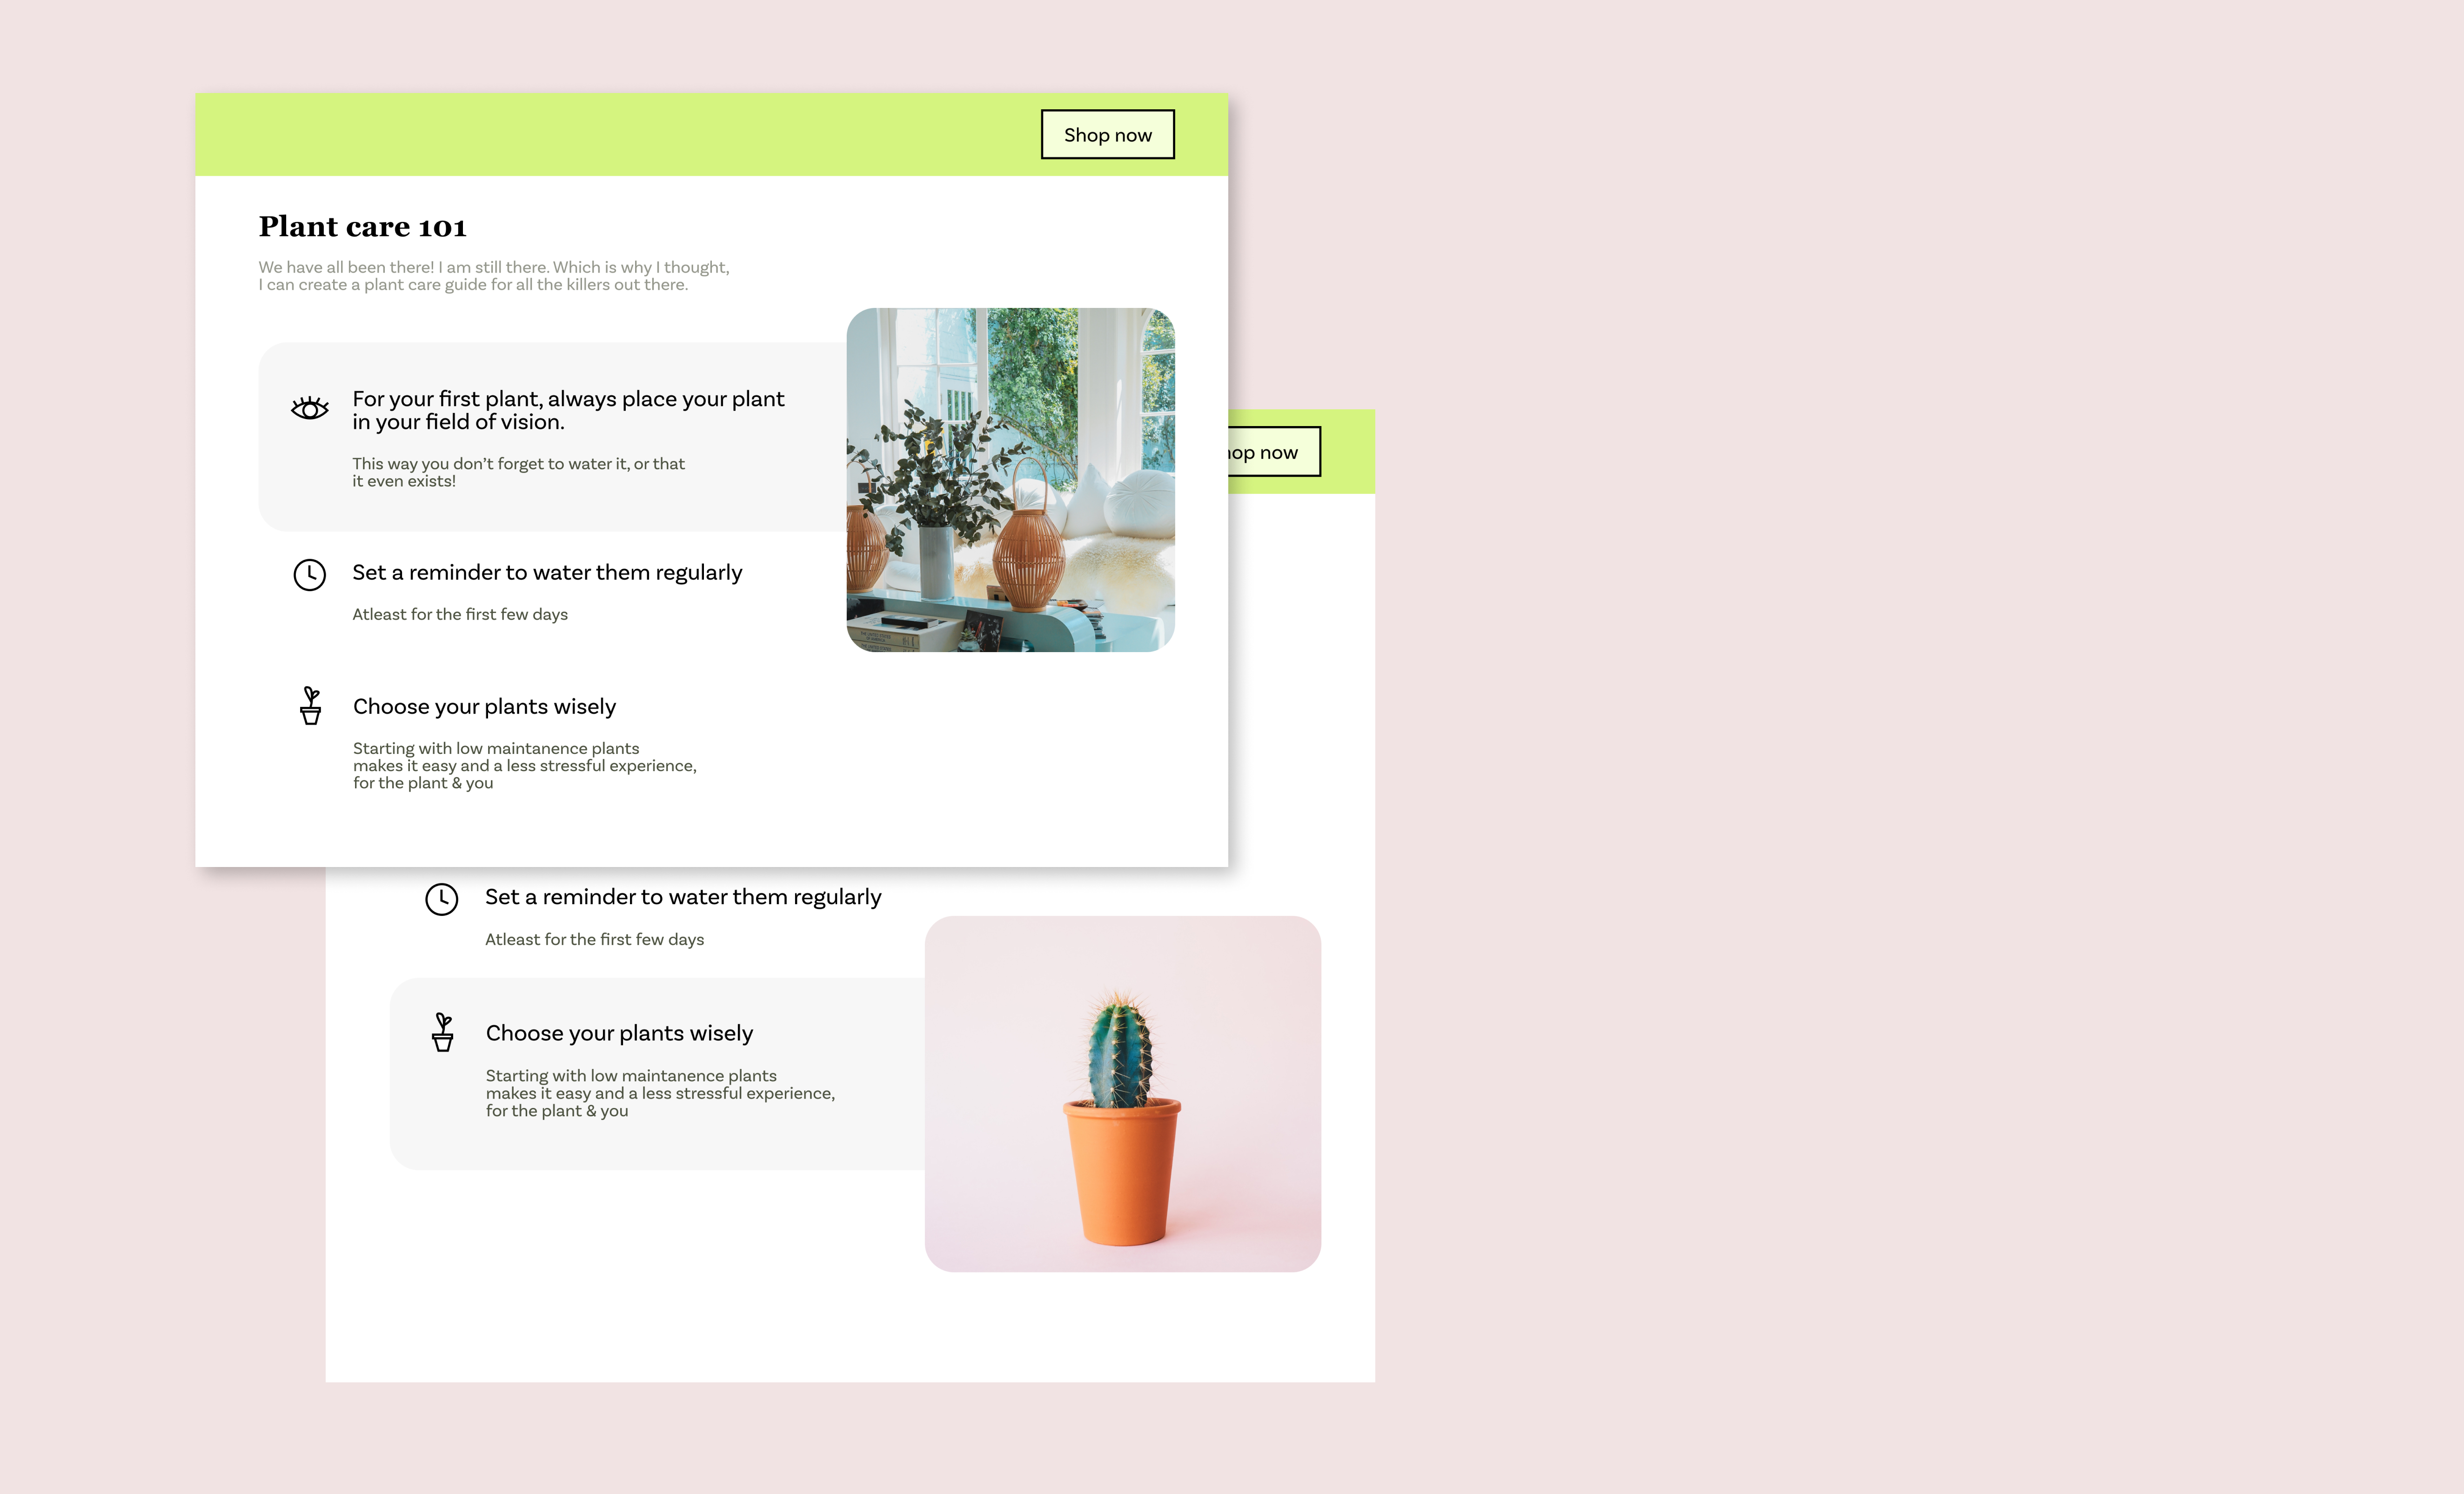 Shop now
Plant care 101
We have all been there! I am still there. Which is why I thought,
I can create a plant care guide for all the killers out there.
For your first plant, always place your plant
in your field of vision.
This way you don’t forget to water it, or that
it even exists!
Set a reminder to water them regularly
Atleast for the first few days
Choose your plants wisely
Starting with low maintanence plants
makes it easy and a less stressful experience,
for the plant & you
now
Set a reminder to water them regularly
Atleast for the first few days
Choose your plants wisely
Starting with low maintanence plants
makes it easy and a less stressful experience,
for the plant & you